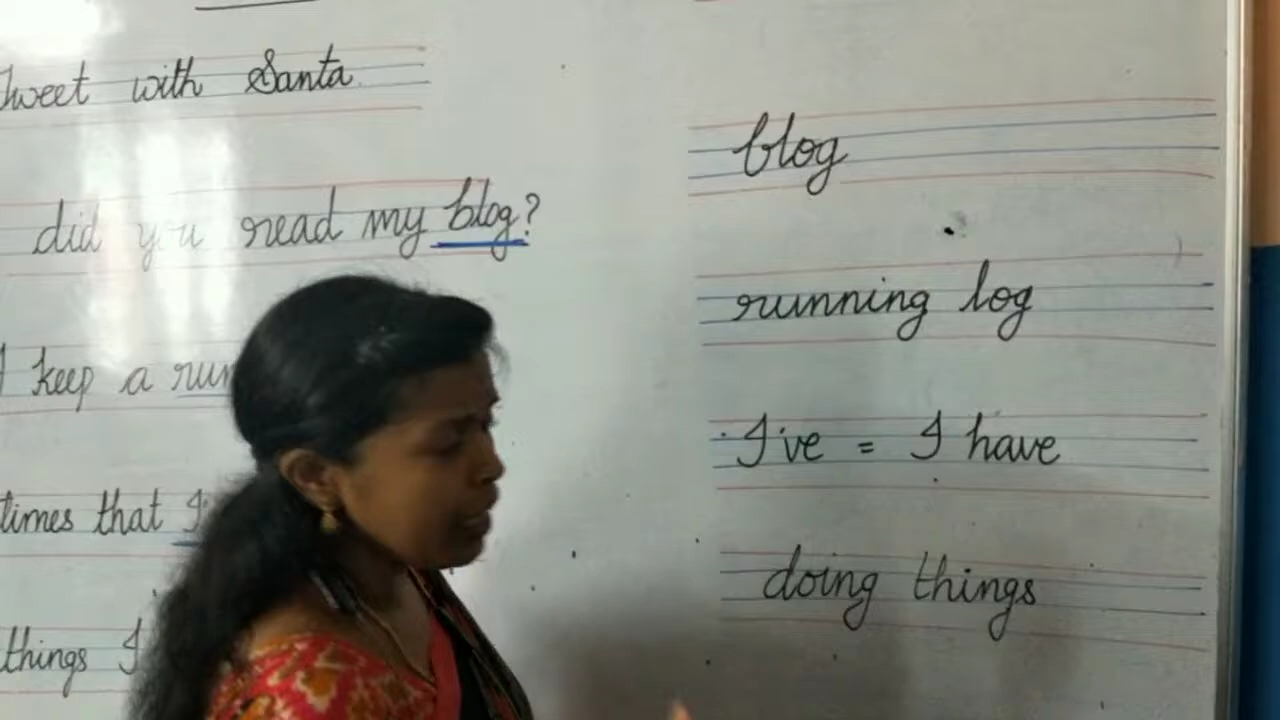 Tweet with Santa
did you read my blog?
I keep a run
times that I
things I
blog
running log
I've = I have
doing things